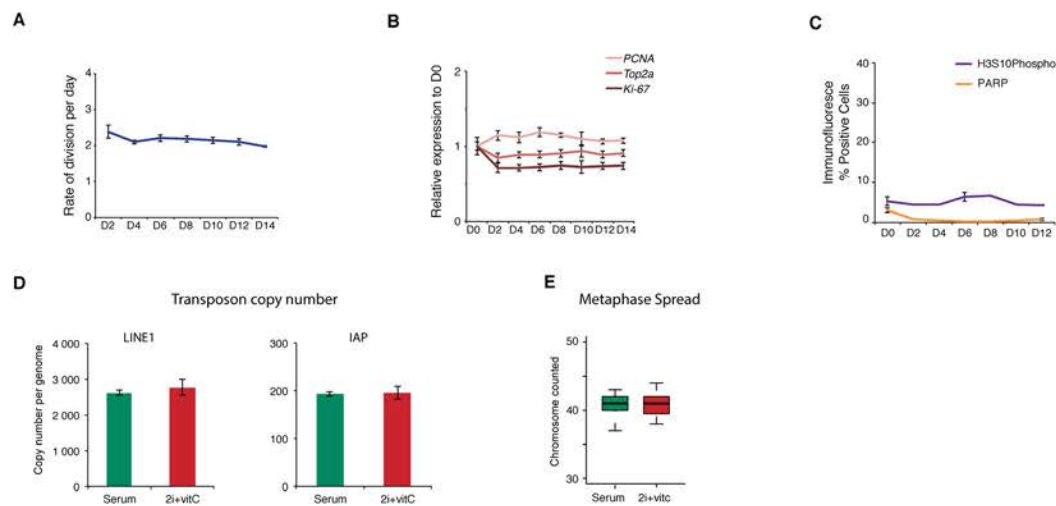 A
Rate of division per day
4
3
2
1
0
D2 D4 D6 D8 D10 D12 D14
B
Relative expression to D0
2
1
0
PCNA
Top2a
Ki-67
D0 D2 D4 D6 D8 D10 D12 D14
C
Immunofluoresce
% Positive Cells
40
30
20
10
0
H3S10Phospho
PARP
D0 D2 D4 D6 D8 D10 D12
D
Transposon copy number
LINE1
Copy number per genome
4 000
3 000
2 000
1 000
0
Serum 2i+vitC
IAP
300
200
100
0
Serum 2i+vitC
E
Metaphase Spread
Chromosome counted
50
40
30
Serum 2i+vitc